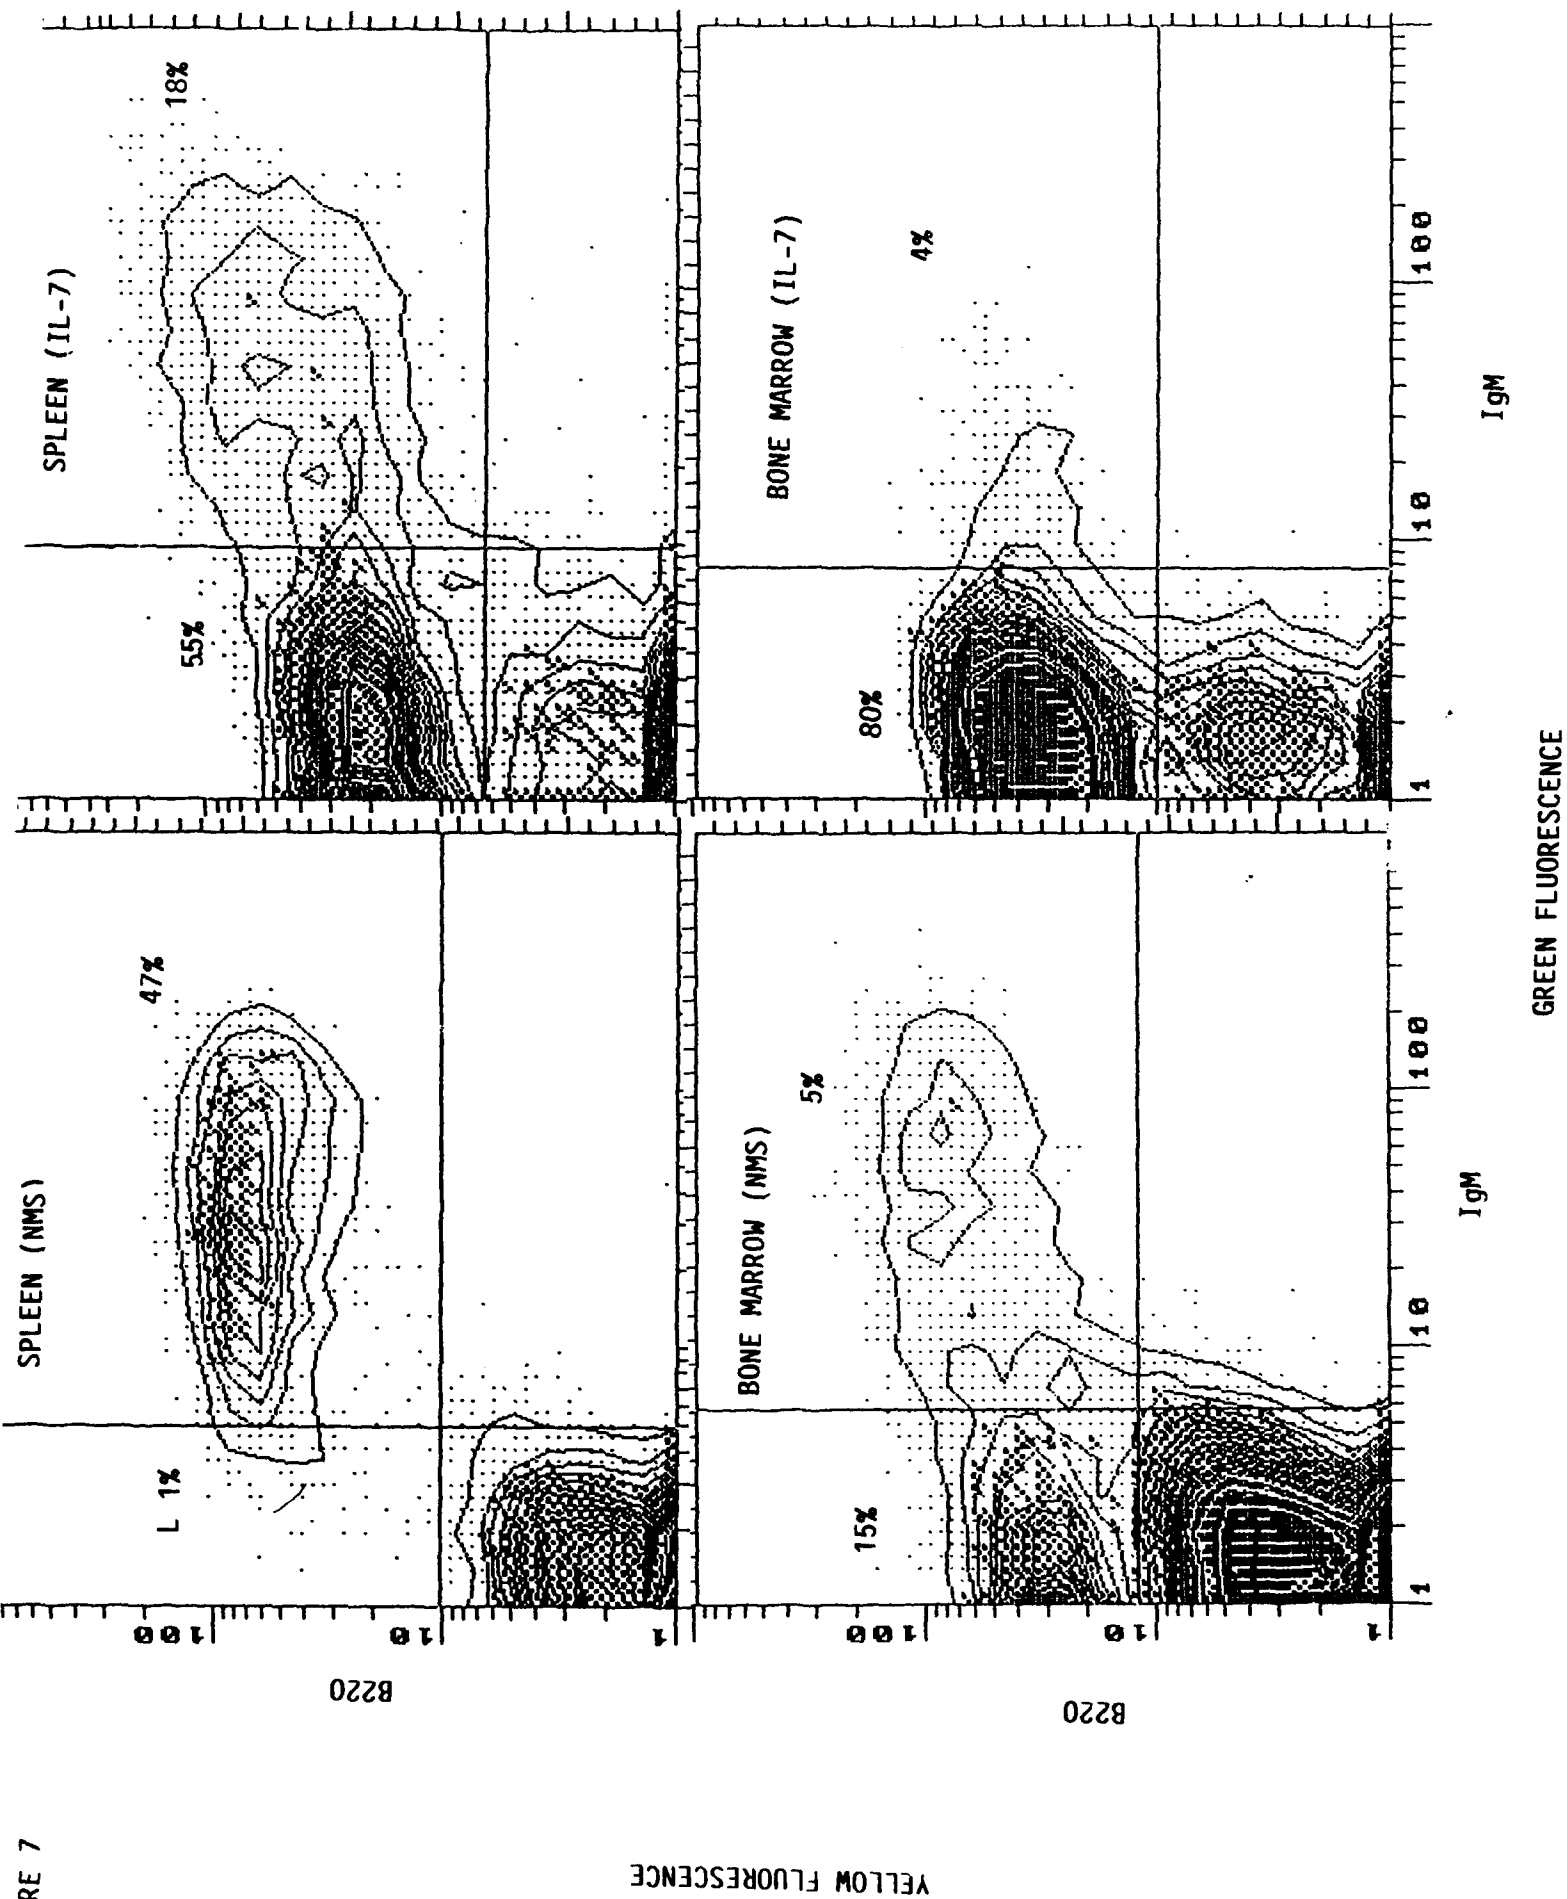 RE 7
SPLEEN (NMS)
L 1%
47%
SPLEEN (IL-7)
55%
18%
B220
100
10
1
BONE MARROW (NMS)
15%
5%
BONE MARROW (IL-7)
80%
4%
B220
100
10
1
1
10
100
1
10
100
IgM
IgM
YELLOW FLUORESCENCE
GREEN FLUORESCENCE